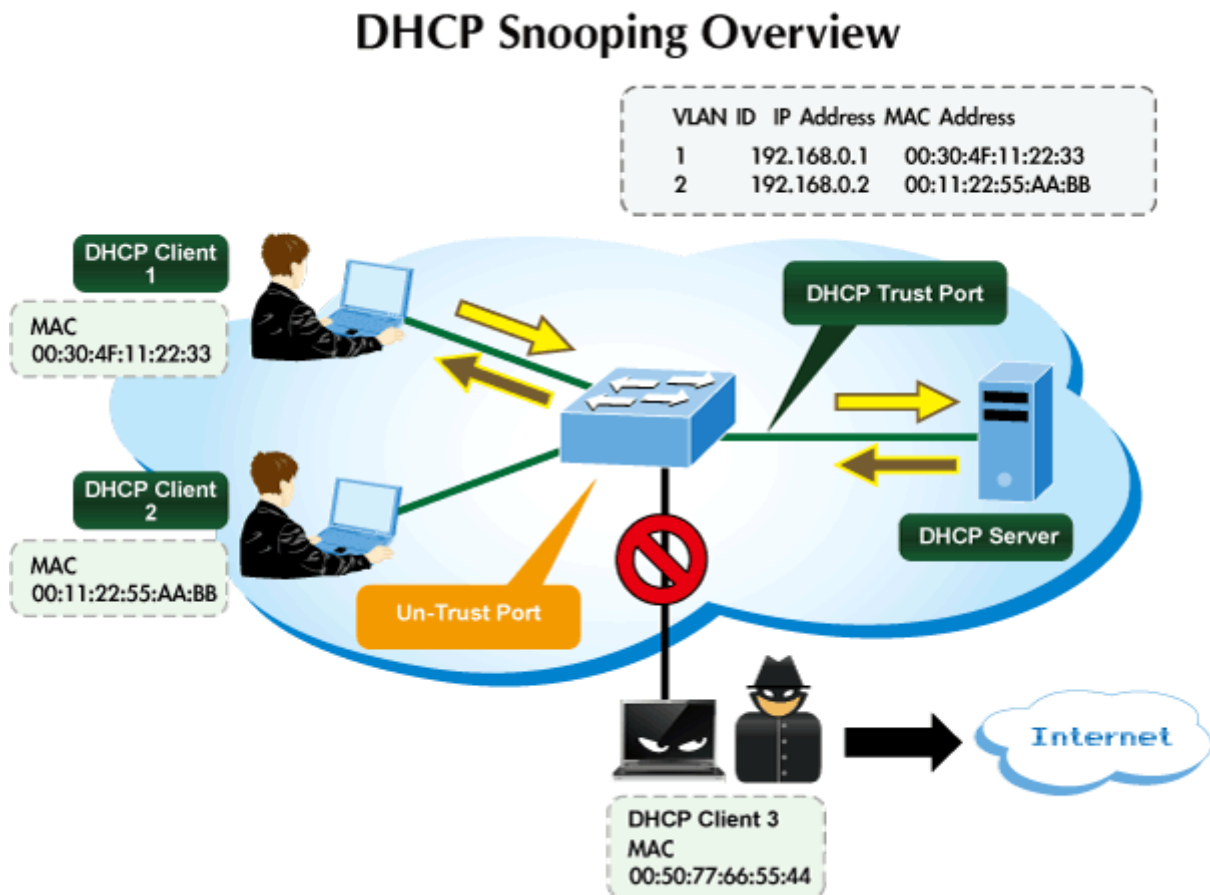 DHCP Snooping Overview
VLAN ID IP Address MAC Address
1 192.168.0.1 00:30:4F:11:22:33
2 192.168.0.2 00:11:22:55:AA:BB
DHCP Client
1
MAC
00:30:4F:11:22:33
DHCP Trust Port
DHCP Client
2
MAC
00:11:22:55:AA:BB
Un-Trust Port
DHCP Server
Internet
DHCP Client 3
MAC
00:50:77:66:55:44